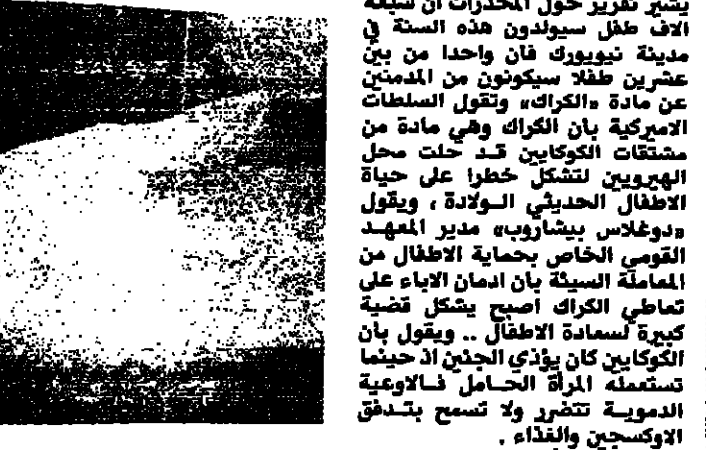 يشير تقرير حول المخدرات ان ستة
الاف طفل سيولدون هذه السنة في
مدينة نيويورك فان واحدا من بين
عشرين طفلا سيكونون من المدمنين
عن مادة «الكراك» وتقول السلطات
الاميركية بان الكراك وهي مادة من
مشتقات الكوكايين قد حلت محل
الهيرويين لتشكل خطرا على حياة
الاطفال الحديثي الولادة ، ويقول
«دوغلاس بيشاروب» مدير المعهد
القومي الخاص بحماية الاطفال من
المعاملة السيئة بان ادمان الاباء على
تعاطي الكراك اصبح يشكل قضية
كبيرة لسعادة الاطفال .. ويقول بان
الكوكايين كان يؤذي الجنين اذ حينما
تستعمله المرأة الحامل فالاوعية
الدموية تتضرر ولا تسمح بتدفق
الاوكسجين والغذاء .